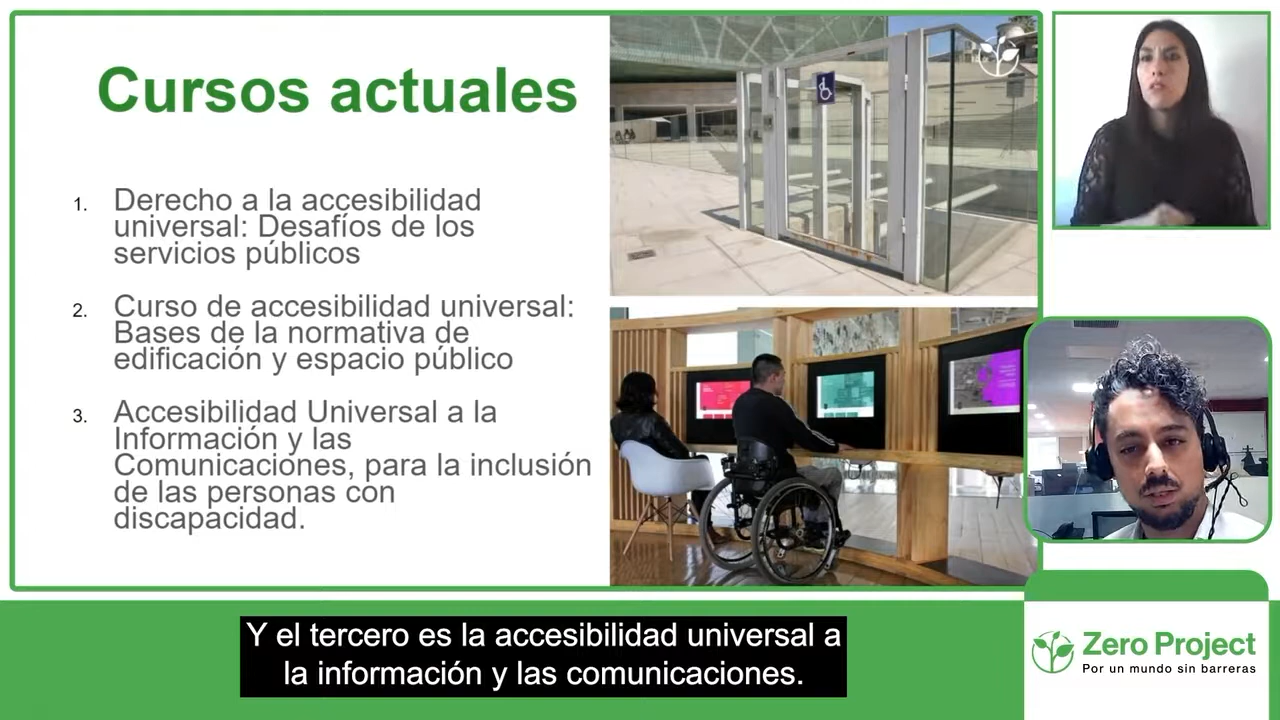 Cursos actuales
1. Derecho a la accesibilidad
universal: Desafíos de los
servicios públicos
2. Curso de accesibilidad universal:
Bases de la normativa de
edificación y espacio público
3. Accesibilidad Universal a la
Información y las
Comunicaciones, para la inclusión
de las personas con
discapacidad.
Y el tercero es la accesibilidad universal a
la información y las comunicaciones.
Zero Project
Por un mundo sin barreras